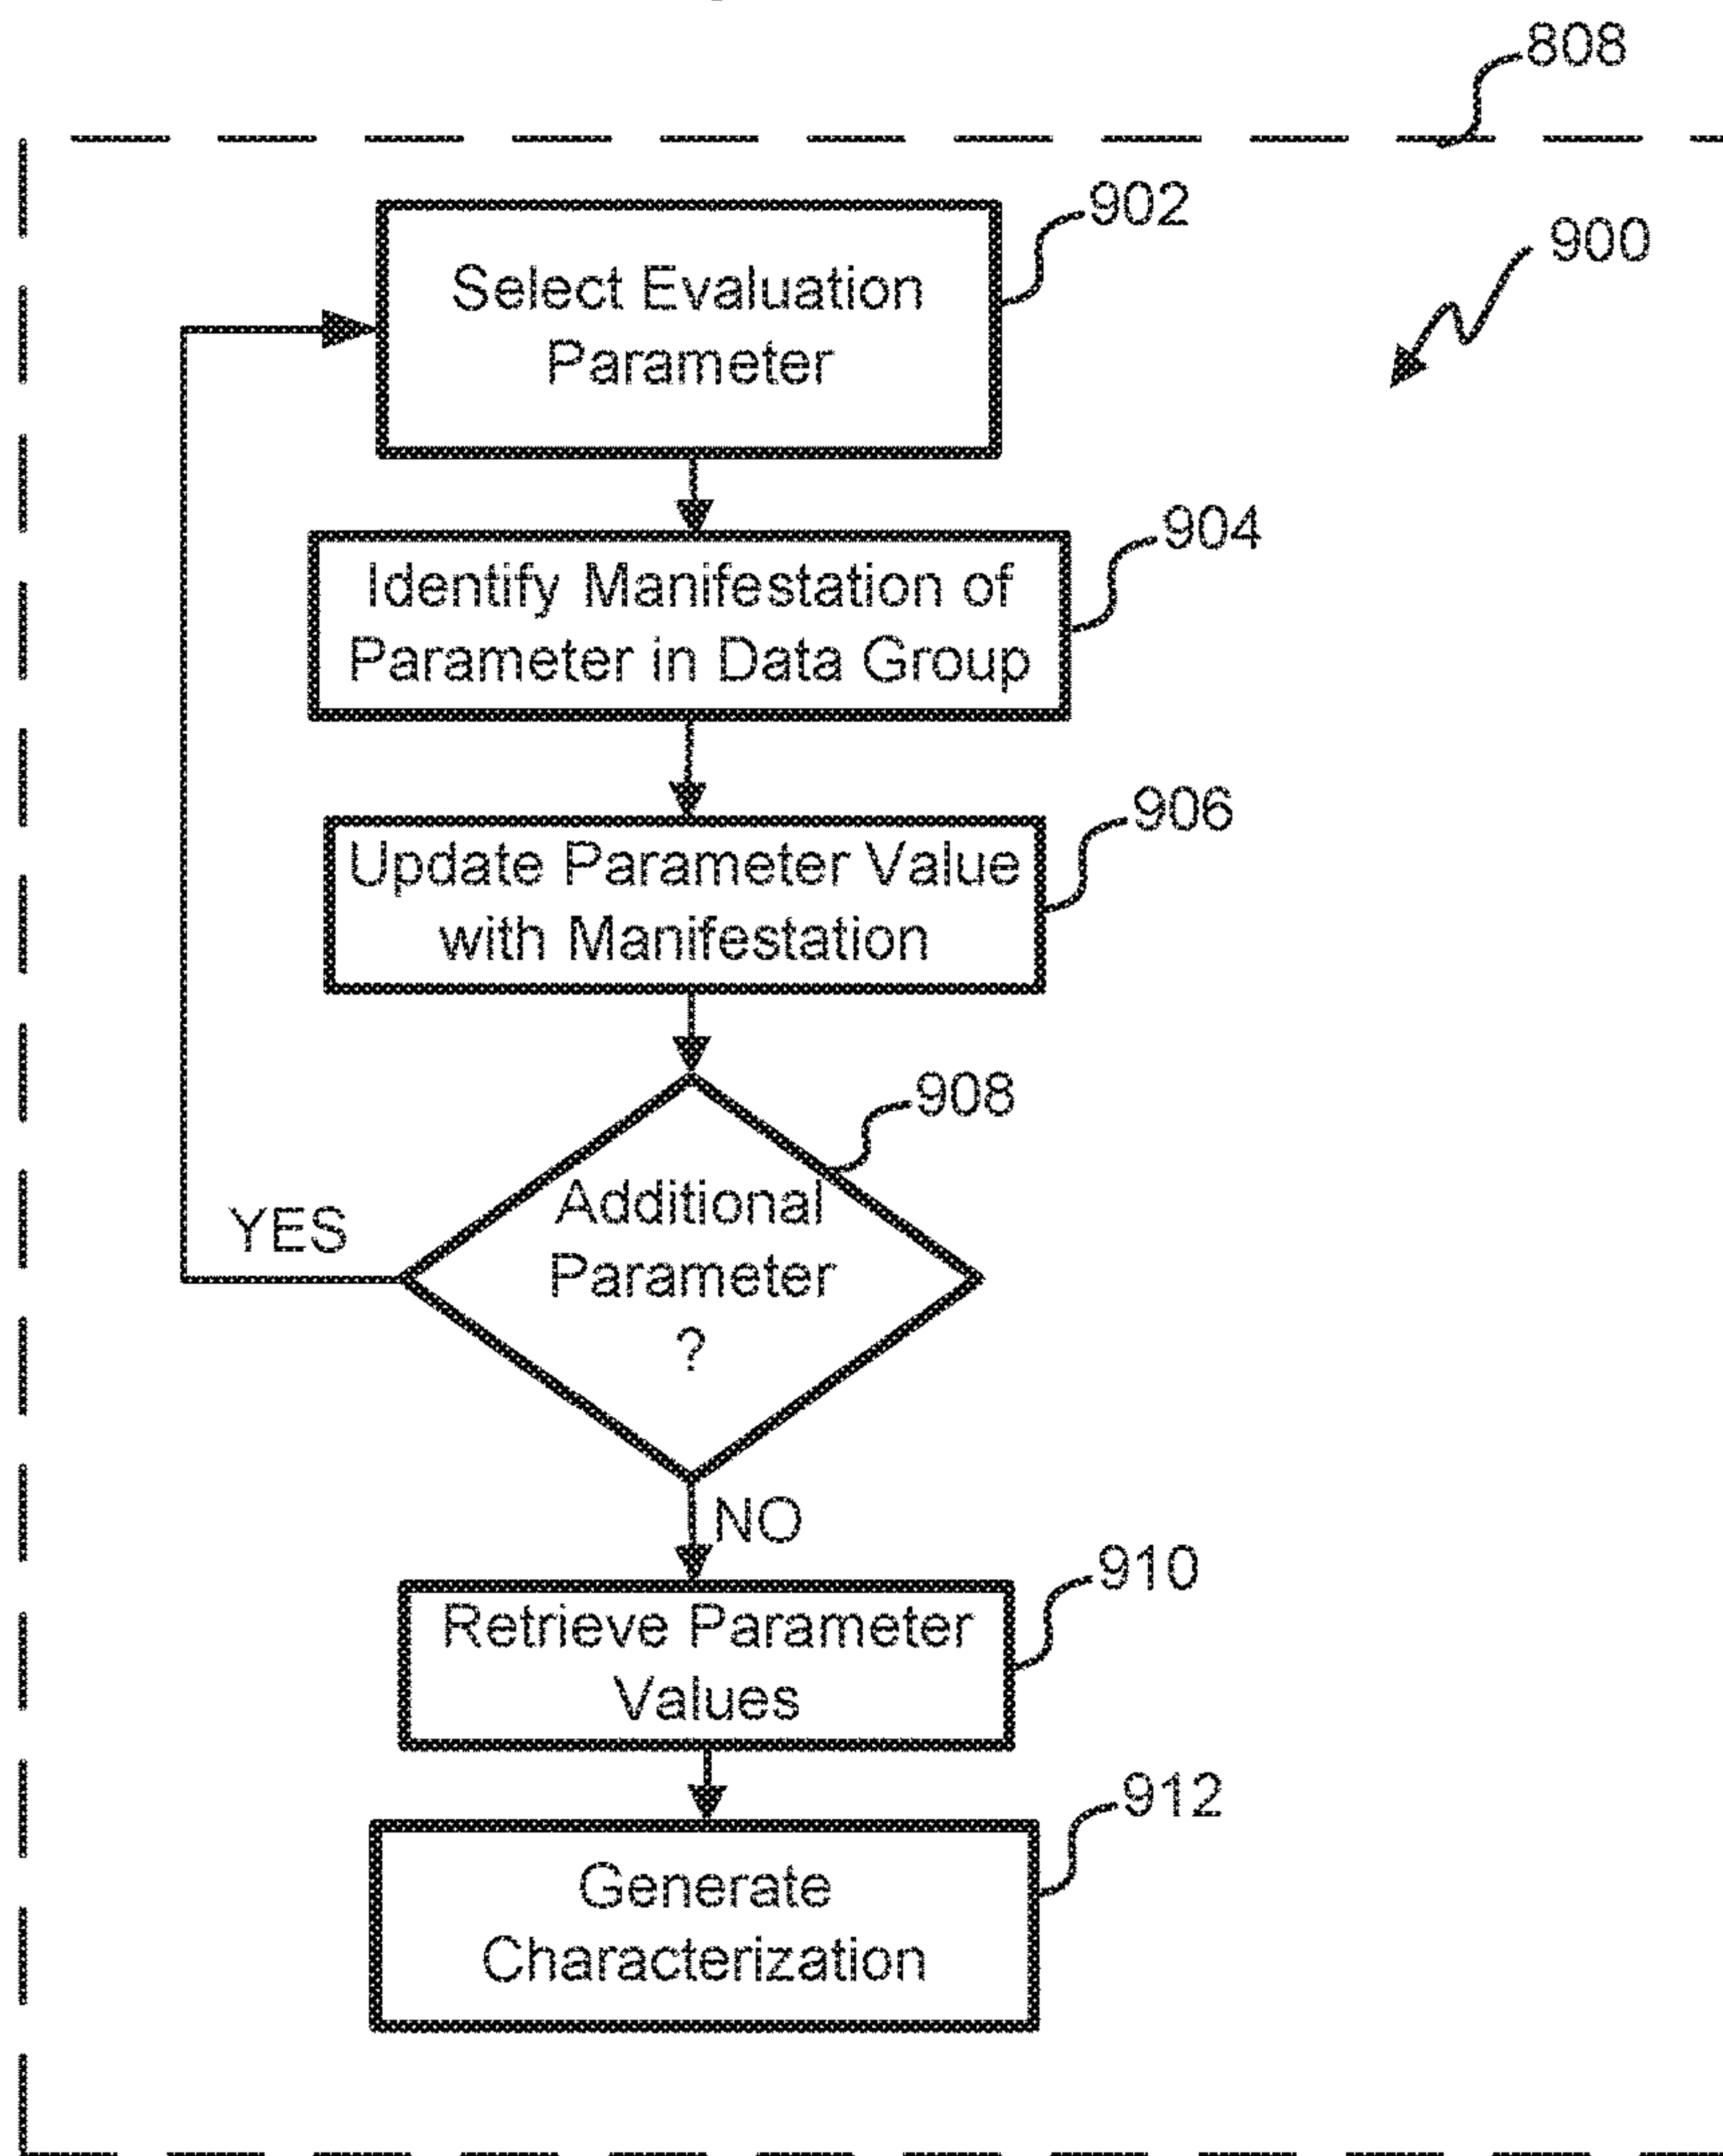 808
902
900
Select Evaluation
Parameter
904
Identify Manifestation of
Parameter in Data Group
906
Update Parameter Value
with Manifestation
908
Additional
Parameter
?
YES
NO
910
Retrieve Parameter
Values
912
Generate
Characterization